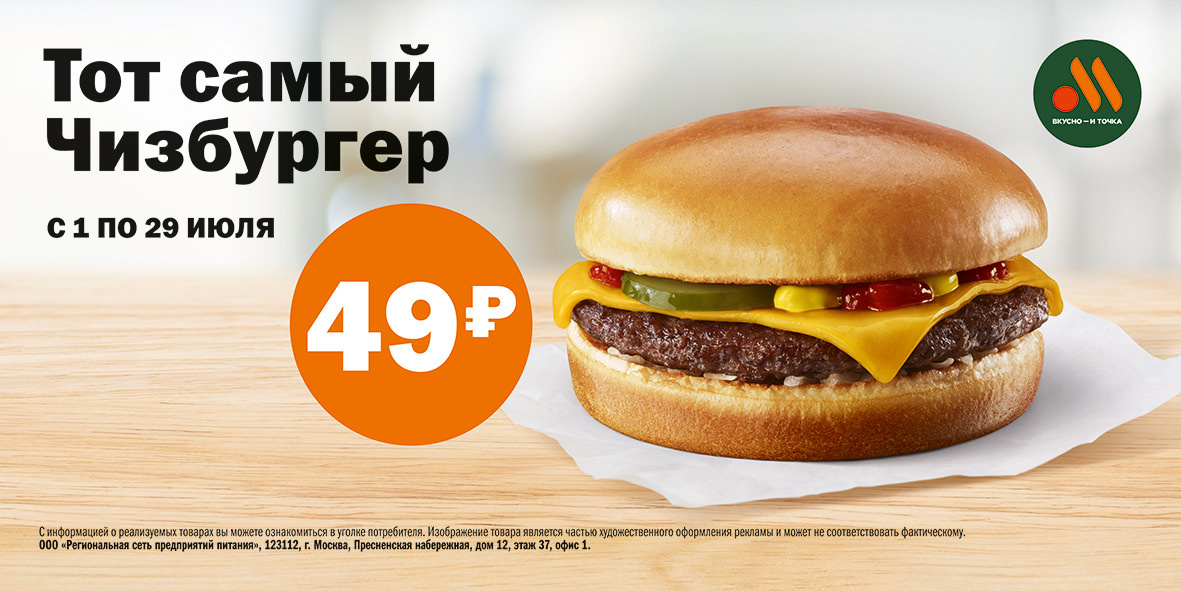 Тот самый
Чизбургер
с 1 по 29 июля
49₽
ВКУСНО — И ТОЧКА
С информацией о реализуемых товарах вы можете ознакомиться в уголке потребителя. Изображение товара является частью художественного оформления рекламы и может не соответствовать фактическому.
ООО «Региональная сеть предприятий питания», 123112, г. Москва, Пресненская набережная, дом 12, этаж 37, офис 1.